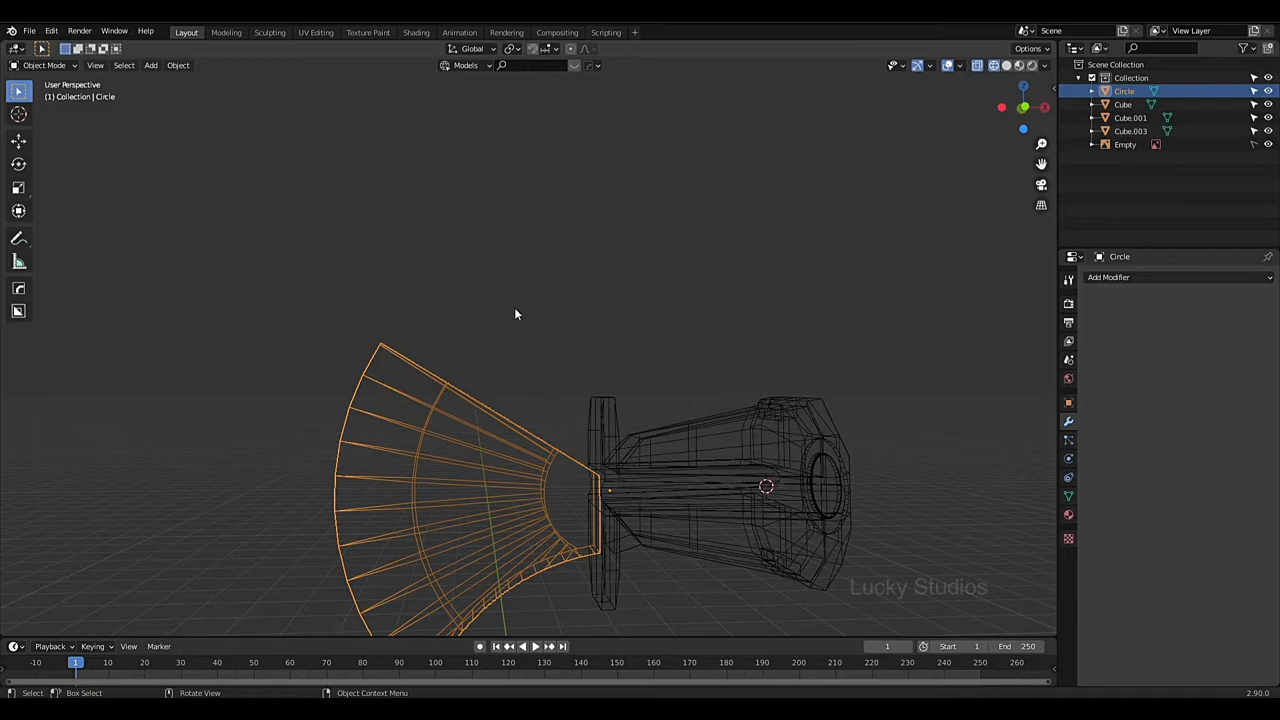 File Edit Render Window Help Layout Modeling Sculpting UV Editing Texture Paint Shading Animation Rendering Compositing Scripting + Scene View Layer
Global Options
Object Mode View Select Add Object Models
User Perspective
(1) Collection | Circle
Scene Collection
Collection
Circle
Cube
Cube.001
Cube.003
Empty
Z
X
Circle
Add Modifier
Lucky Studios
Playback Keying View Marker 1 Start 1 End 250
-10 1 10 20 30 40 50 60 70 80 90 100 110 120 130 140 150 160 170 180 190 200 210 220 230 240 250 260
Select Box Select Rotate View Object Context Menu 2.90.0